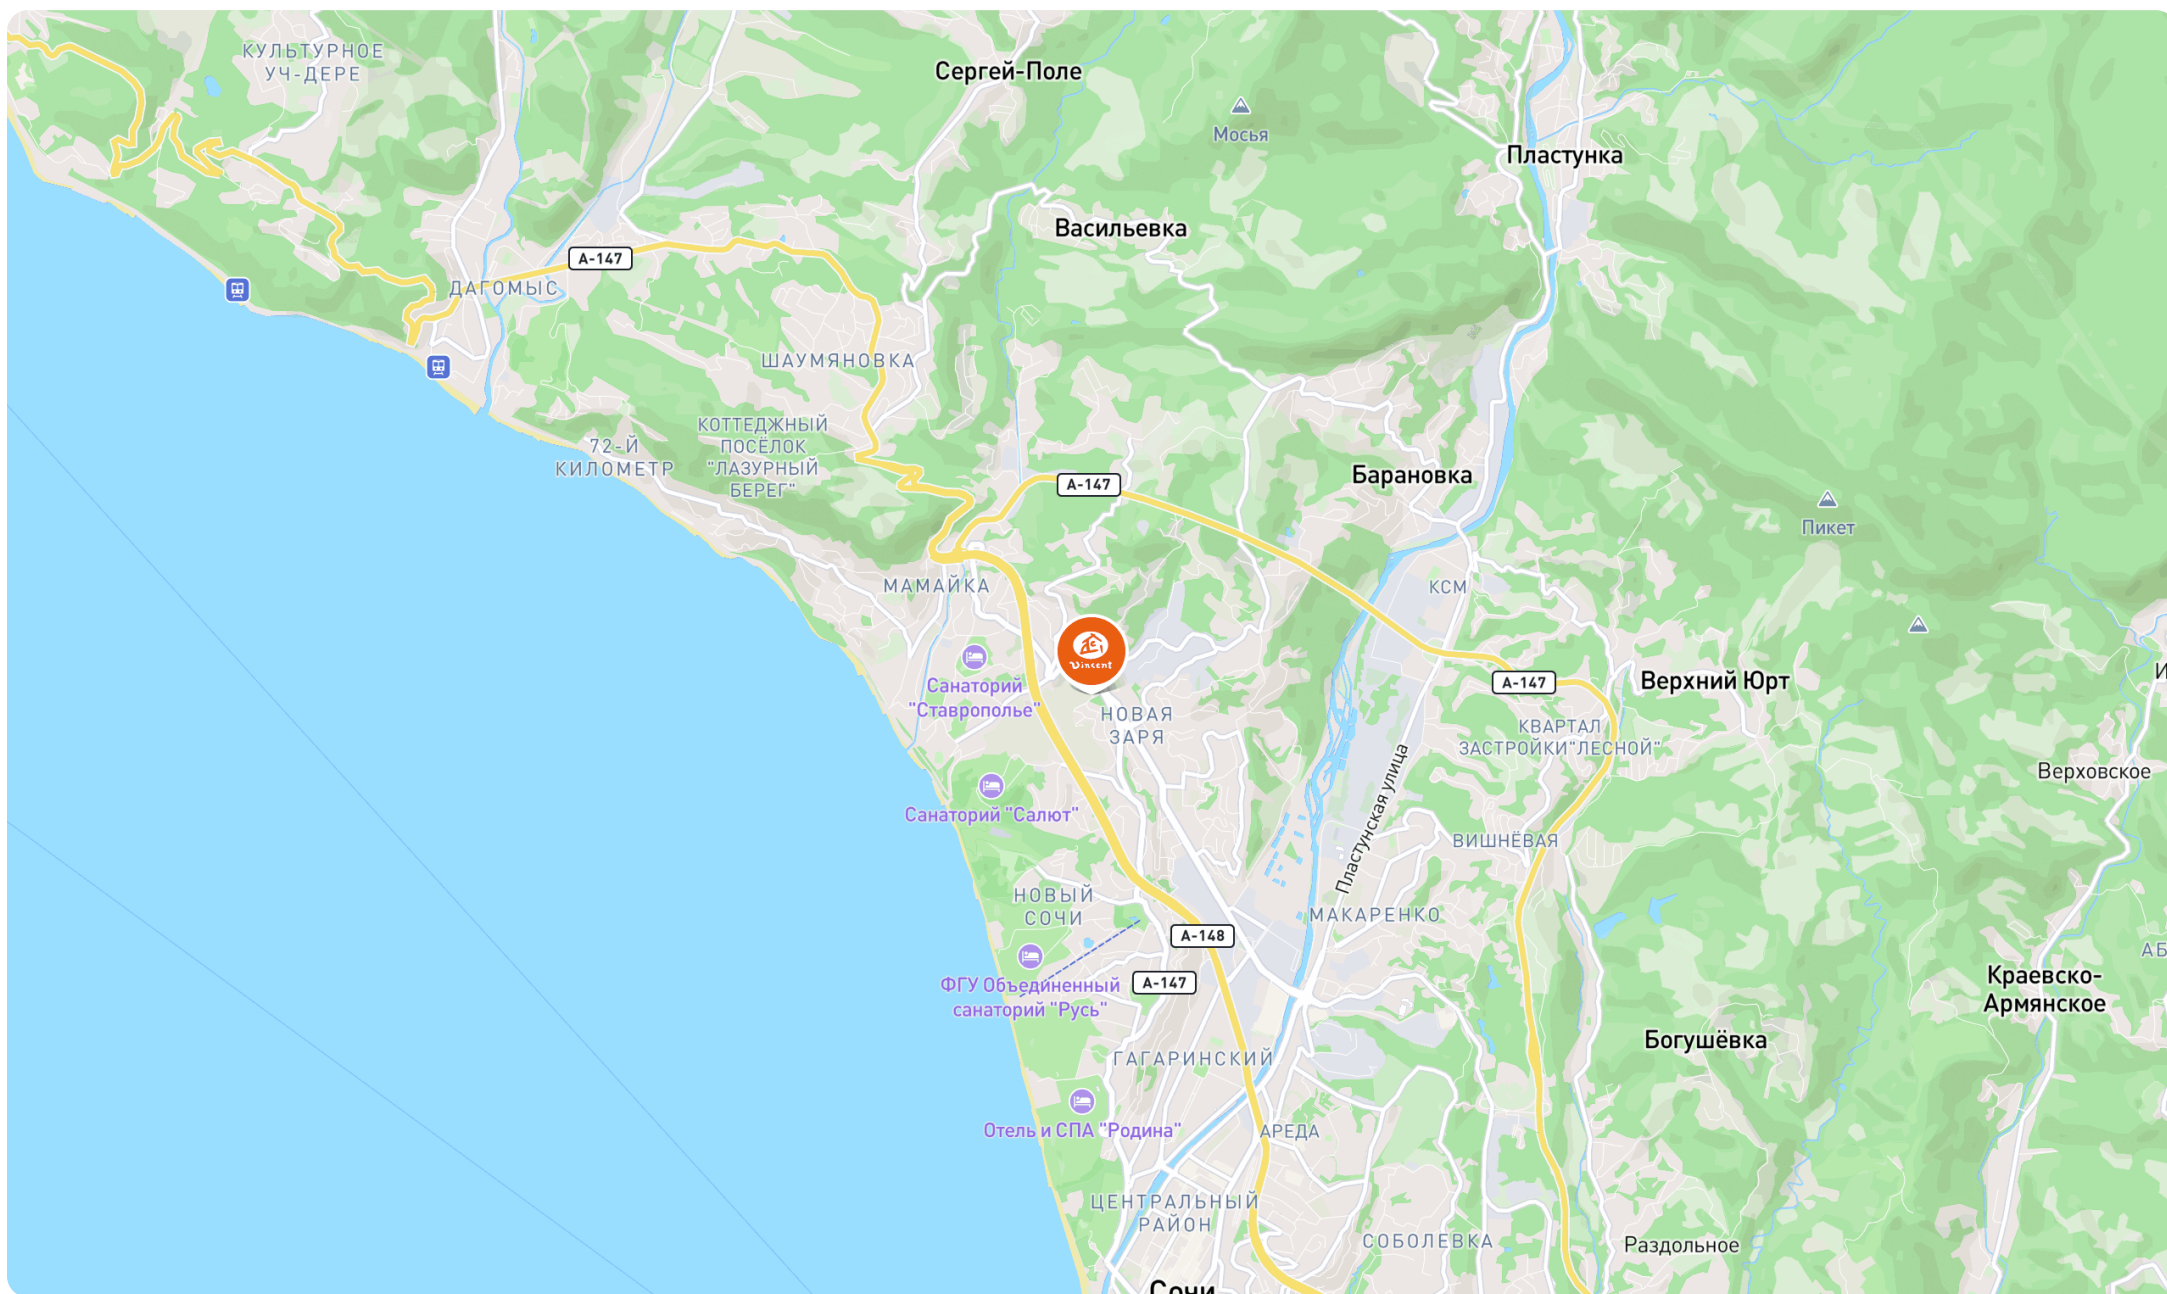 КУЛЬТУРНОЕ
УЧ-ДЕРЕ
Сергей-Поле
Мосья
Пластунка
Васильевка
А-147
ДАГОМЫС
ШАУМЯНОВКА
КОТТЕДЖНЫЙ
ПОСЁЛОК
"ЛАЗУРНЫЙ
БЕРЕГ"
72-Й
КИЛОМЕТР
А-147
Барановка
Пикет
МАМАЙКА
КСМ
Vincent
Санаторий
"Ставрополье"
НОВАЯ
ЗАРЯ
А-147
Верхний Юрт
КВАРТАЛ
ЗАСТРОЙКИ"ЛЕСНОЙ"
Верховское
Санаторий "Салют"
Пластунская улица
ВИШНЁВАЯ
НОВЫЙ
СОЧИ
МАКАРЕНКО
А-148
АБ
ФГУ Объединенный
санаторий "Русь"
А-147
Краевско-
Армянское
Богушёвка
ГАГАРИНСКИЙ
Отель и СПА "Родина"
АРЕДА
ЦЕНТРАЛЬНЫЙ
РАЙОН
СОБОЛЕВКА
Раздольное
Сочи